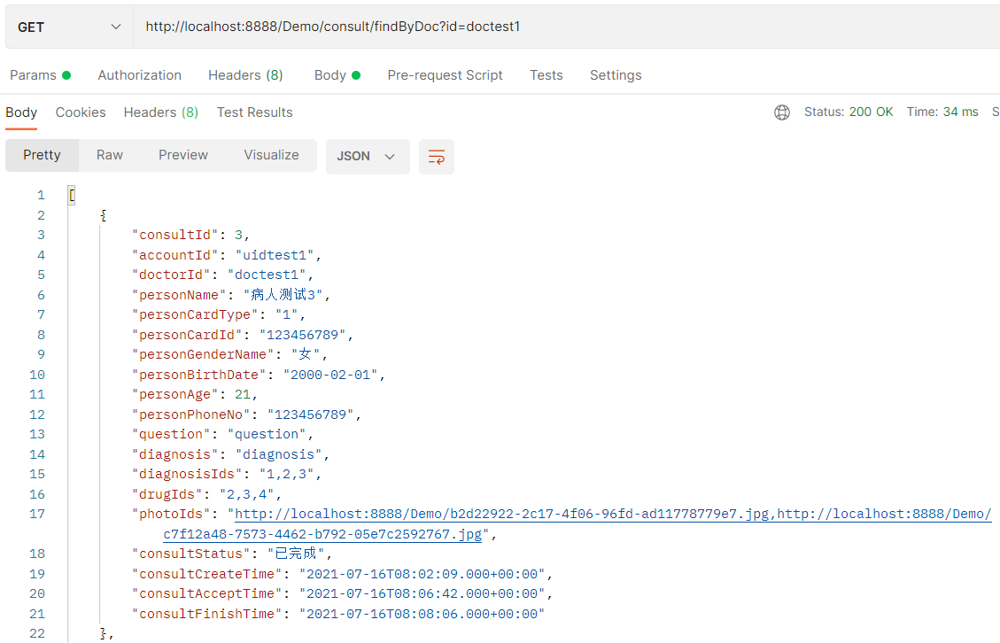 GET http://localhost:8888/Demo/consult/findByDoc?id=doctest1
Params Authorization Headers (8) Body Pre-request Script Tests Settings
Body Cookies Headers (8) Test Results Status: 200 OK Time: 34 ms S
Pretty Raw Preview Visualize JSON
1 [
2 {
3 "consultId": 3,
4 "accountId": "uidtest1",
5 "doctorId": "doctest1",
6 "personName": "病人测试3",
7 "personCardType": "1",
8 "personCardId": "123456789",
9 "personGenderName": "女",
10 "personBirthDate": "2000-02-01",
11 "personAge": 21,
12 "personPhoneNo": "123456789",
13 "question": "question",
14 "diagnosis": "diagnosis",
15 "diagnosisIds": "1,2,3",
16 "drugIds": "2,3,4",
17 "photoIds": "http://localhost:8888/Demo/b2d22922-2c17-4f06-96fd-ad11778779e7.jpg,http://localhost:8888/Demo/
c7f12a48-7573-4462-b792-05e7c2592767.jpg",
18 "consultStatus": "已完成",
19 "consultCreateTime": "2021-07-16T08:02:09.000+00:00",
20 "consultAcceptTime": "2021-07-16T08:06:42.000+00:00",
21 "consultFinishTime": "2021-07-16T08:08:06.000+00:00"
22 },